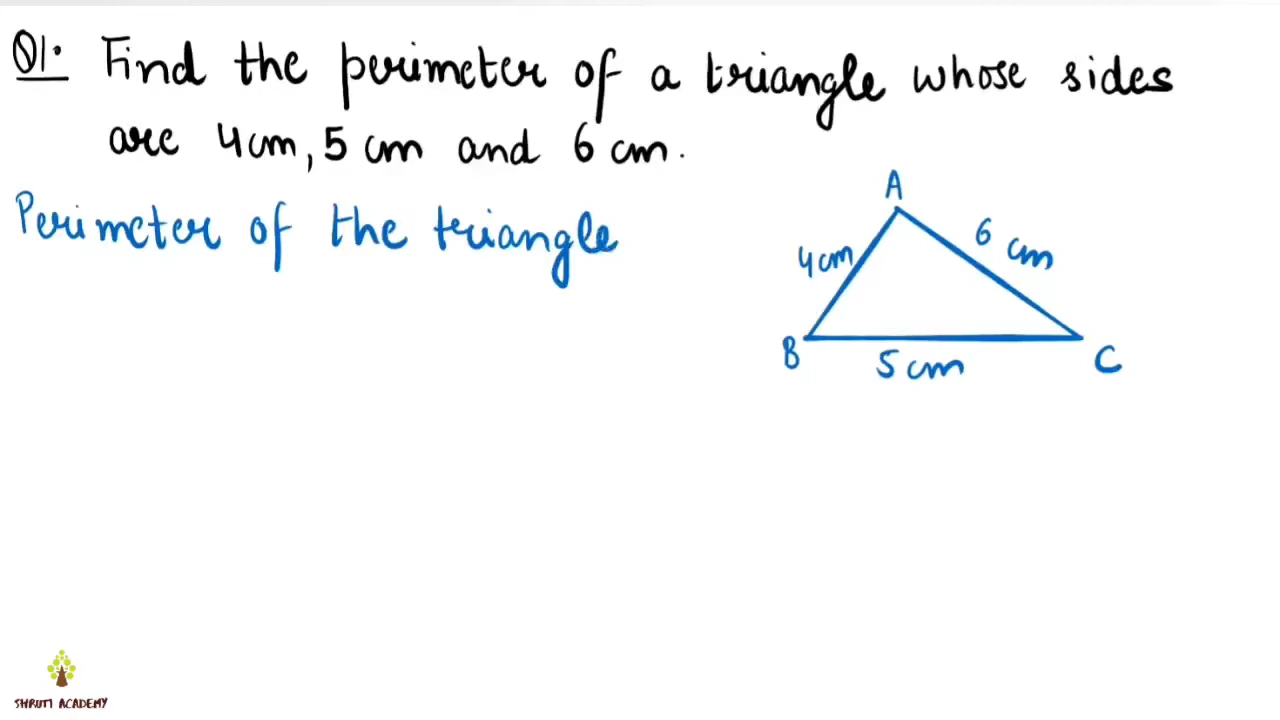 Q1. Find the perimeter of a triangle whose sides
are 4cm, 5 cm and 6 cm.
Perimeter of the triangle
A
4cm
6 cm
B
5 cm
C
SHRUTI ACADEMY